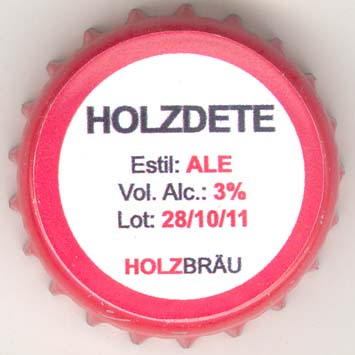 HOLZDETE
Estil: ALE
Vol. Alc.: 3%
Lot: 28/10/11
HOLZBRÄU